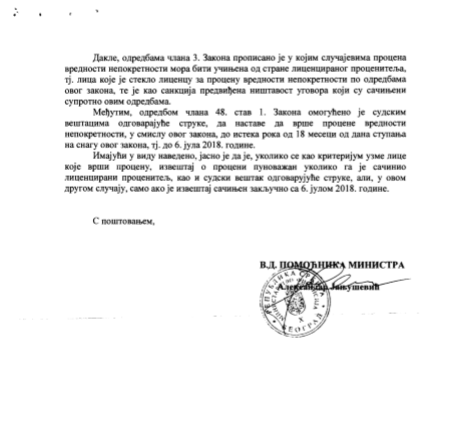 Дакле, одредбама члана 3. Закона прописано је у којим случајевима процена
вредности непокретности мора бити учињена од стране лиценцираног проценитеља,
тј. лица које је стекло лиценцу за процену вредности непокретности по одредбама
овог закона, те је као санкција предвиђена ништавост уговора који су сачињени
супротно овим одредбама.
Међутим, одредбом члана 48. став 1. Закона омогућено је судским
вештацима одговарајуће струке, да наставе да врше процене вредности
непокретности, у смислу овог закона, до истека рока од 18 месеци од дана ступања
на снагу овог закона, тј. до 6. јула 2018. године.
Имајући у виду наведено, јасно је да је, уколико се као критеријум узме лице
које врши процену, извештај о процени пуноважан уколико га је сачинио
лиценцирани проценитељ, као и судски вештак одговарујуће струке, али, у овом
другом случају, само ако је извештај сачињен закључно са 6. јулом 2018. године.
С поштовањем,
В.Д. ПОМОЋНИКА МИНИСТРА
Александар Јанушевић
РЕПУБЛИКА СРБИЈА
БЕОГРАД